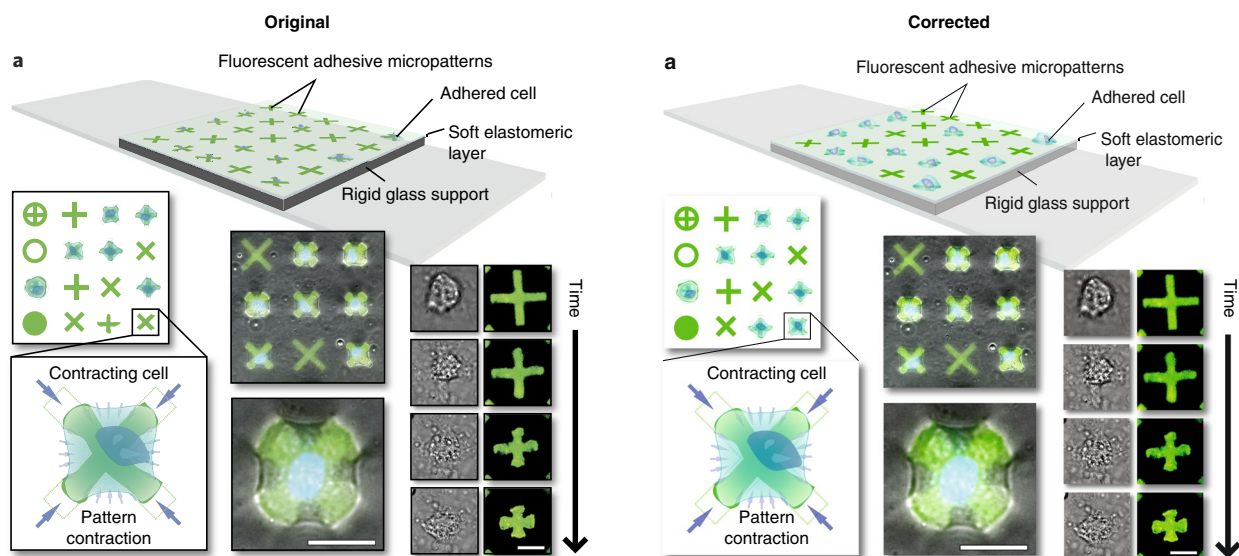 Original
a
Fluorescent adhesive micropatterns
Adhered cell
Soft elastomeric
layer
Rigid glass support
Time
Contracting cell
Pattern
contraction
Corrected
a
Fluorescent adhesive micropatterns
Adhered cell
Soft elastomeric
layer
Rigid glass support
Time
Contracting cell
Pattern
contraction